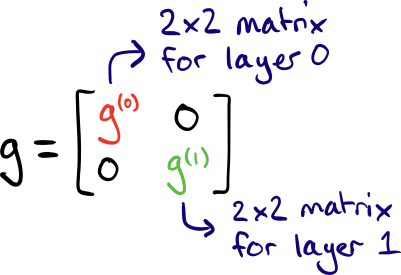 2x2 matrix
for layer 0
g = [ g^(0) 0
0 g^(1) ]
2x2 matrix
for layer 1